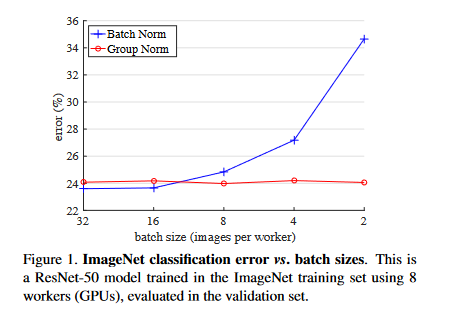 36
34
32
30
28
26
24
22
error (%)
Batch Norm
Group Norm
32 16 8 4 2
batch size (images per worker)
Figure 1. ImageNet classification error vs. batch sizes. This is
a ResNet-50 model trained in the ImageNet training set using 8
workers (GPUs), evaluated in the validation set.